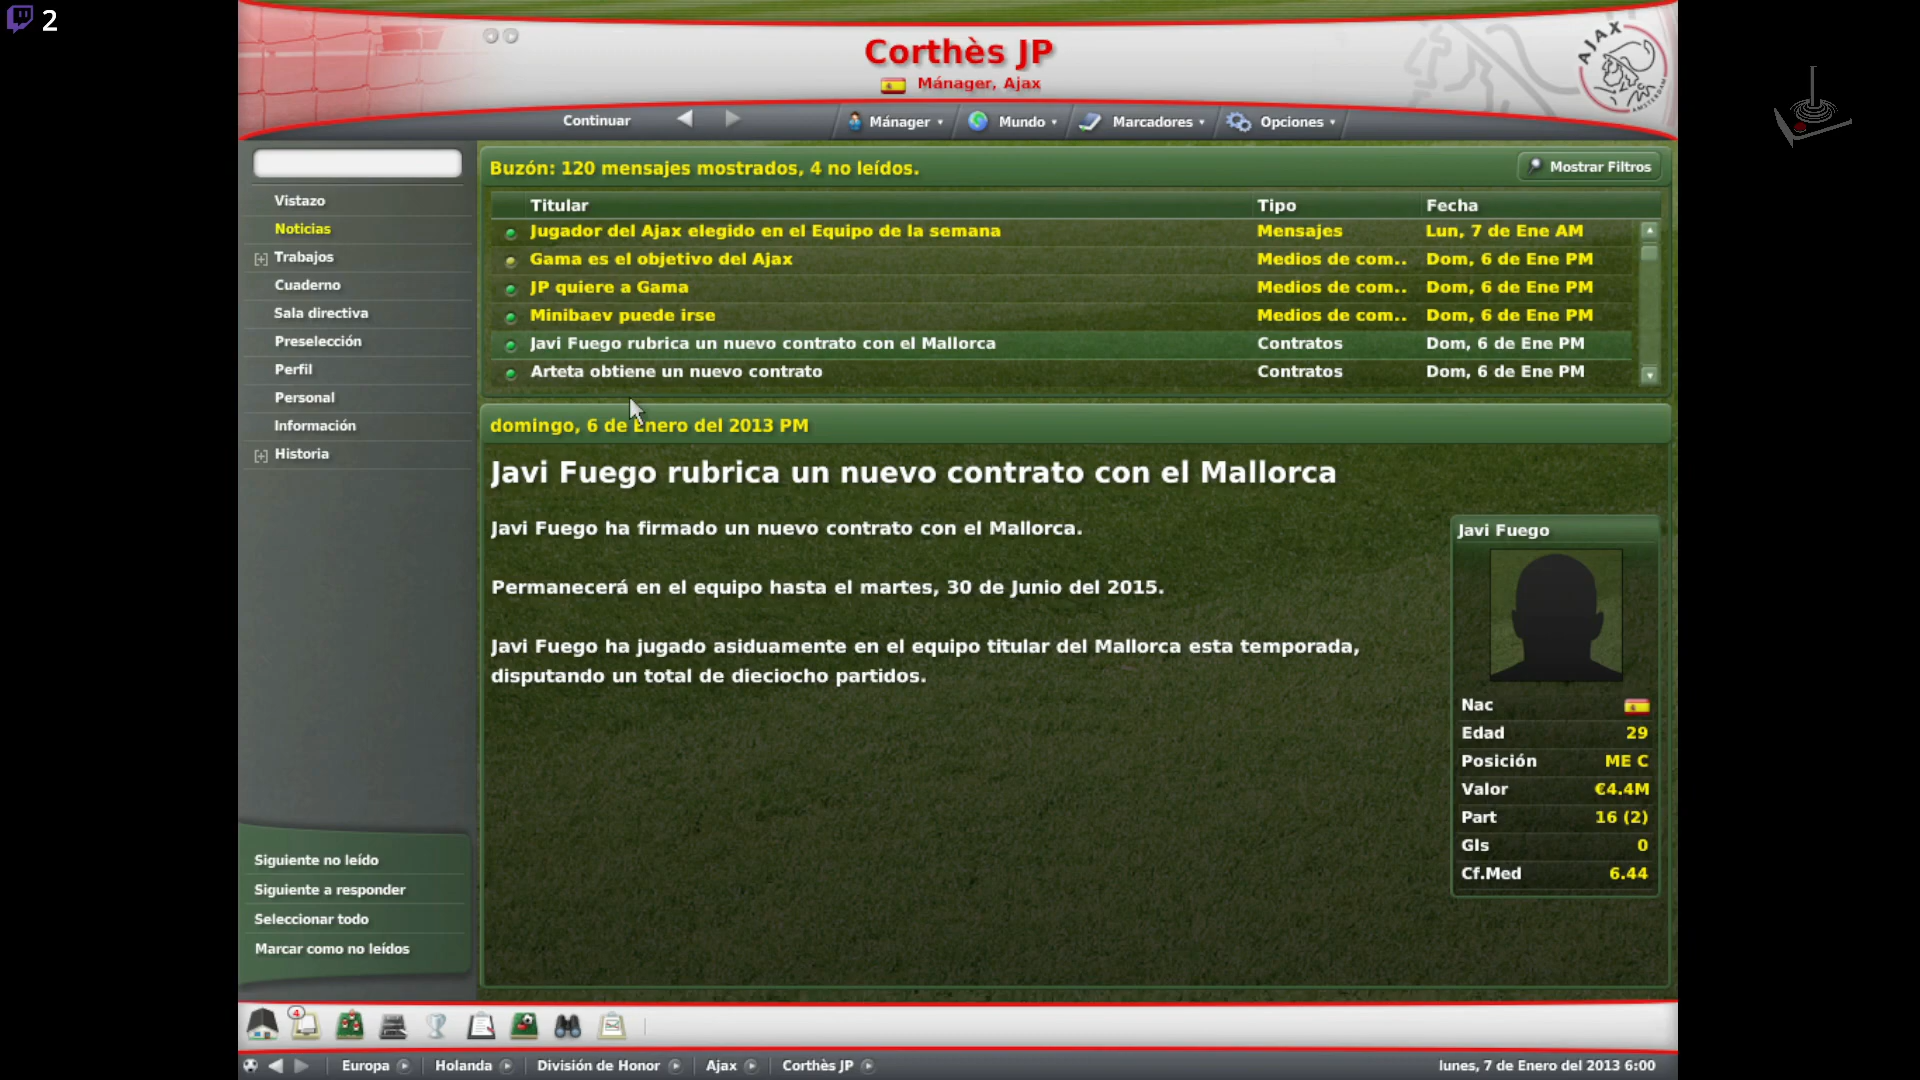 2
Corthès JP
Mánager, Ajax
AJAX
AMSTERDAM
Continuar
Mánager
Mundo
Marcadores
Opciones
Vistazo
Noticias
Trabajos
Cuaderno
Sala directiva
Preselección
Perfil
Personal
Información
Historia
Buzón: 120 mensajes mostrados, 4 no leídos.
Mostrar Filtros
Titular Tipo Fecha
Jugador del Ajax elegido en el Equipo de la semana Mensajes Lun, 7 de Ene AM
Gama es el objetivo del Ajax Medios de com.. Dom, 6 de Ene PM
JP quiere a Gama Medios de com.. Dom, 6 de Ene PM
Minibaev puede irse Medios de com.. Dom, 6 de Ene PM
Javi Fuego rubrica un nuevo contrato con el Mallorca Contratos Dom, 6 de Ene PM
Arteta obtiene un nuevo contrato Contratos Dom, 6 de Ene PM
domingo, 6 de Enero del 2013 PM
Javi Fuego rubrica un nuevo contrato con el Mallorca
Javi Fuego ha firmado un nuevo contrato con el Mallorca.
Permanecerá en el equipo hasta el martes, 30 de Junio del 2015.
Javi Fuego ha jugado asiduamente en el equipo titular del Mallorca esta temporada,
disputando un total de dieciocho partidos.
Javi Fuego
Nac
Edad 29
Posición ME C
Valor €4.4M
Part 16 (2)
Gls 0
Cf.Med 6.44
Siguiente no leído
Siguiente a responder
Seleccionar todo
Marcar como no leídos
4
Europa
Holanda
División de Honor
Ajax
Corthès JP
lunes, 7 de Enero del 2013 6:00